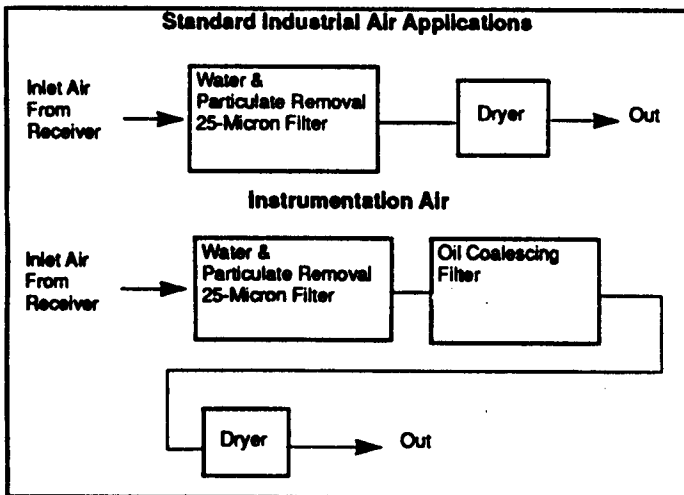 Standard Industrial Air Applications
Inlet Air
From
Receiver
Water &
Particulate Removal
25-Micron Filter
Dryer
Out
Instrumentation Air
Inlet Air
From
Receiver
Water &
Particulate Removal
25-Micron Filter
Oil Coalescing
Filter
Dryer
Out